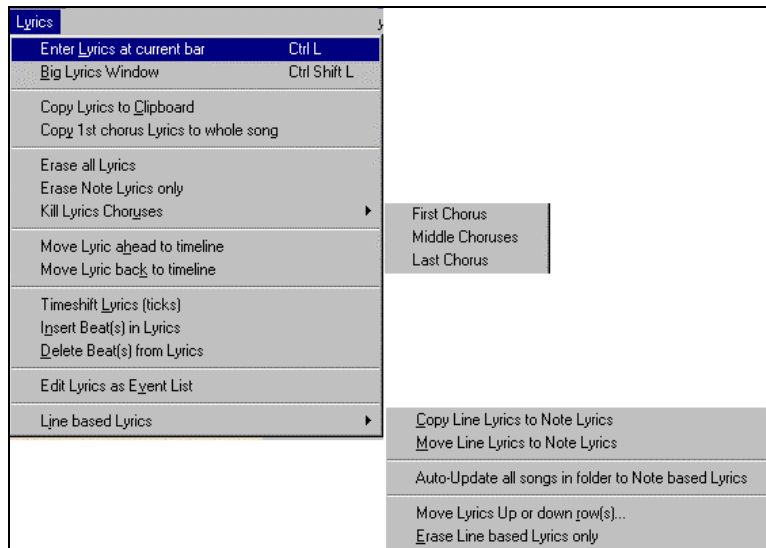 Lyrics
Enter Lyrics at current bar Ctrl L
Big Lyrics Window Ctrl Shift L
Copy Lyrics to Clipboard
Copy 1st chorus Lyrics to whole song
Erase all Lyrics
Erase Note Lyrics only
Kill Lyrics Choruses
First Chorus
Middle Choruses
Last Chorus
Move Lyric ahead to timeline
Move Lyric back to timeline
Timeshift Lyrics (ticks)
Insert Beat(s) in Lyrics
Delete Beat(s) from Lyrics
Edit Lyrics as Event List
Line based Lyrics
Copy Line Lyrics to Note Lyrics
Move Line Lyrics to Note Lyrics
Auto-Update all songs in folder to Note based Lyrics
Move Lyrics Up or down row(s)...
Erase Line based Lyrics only